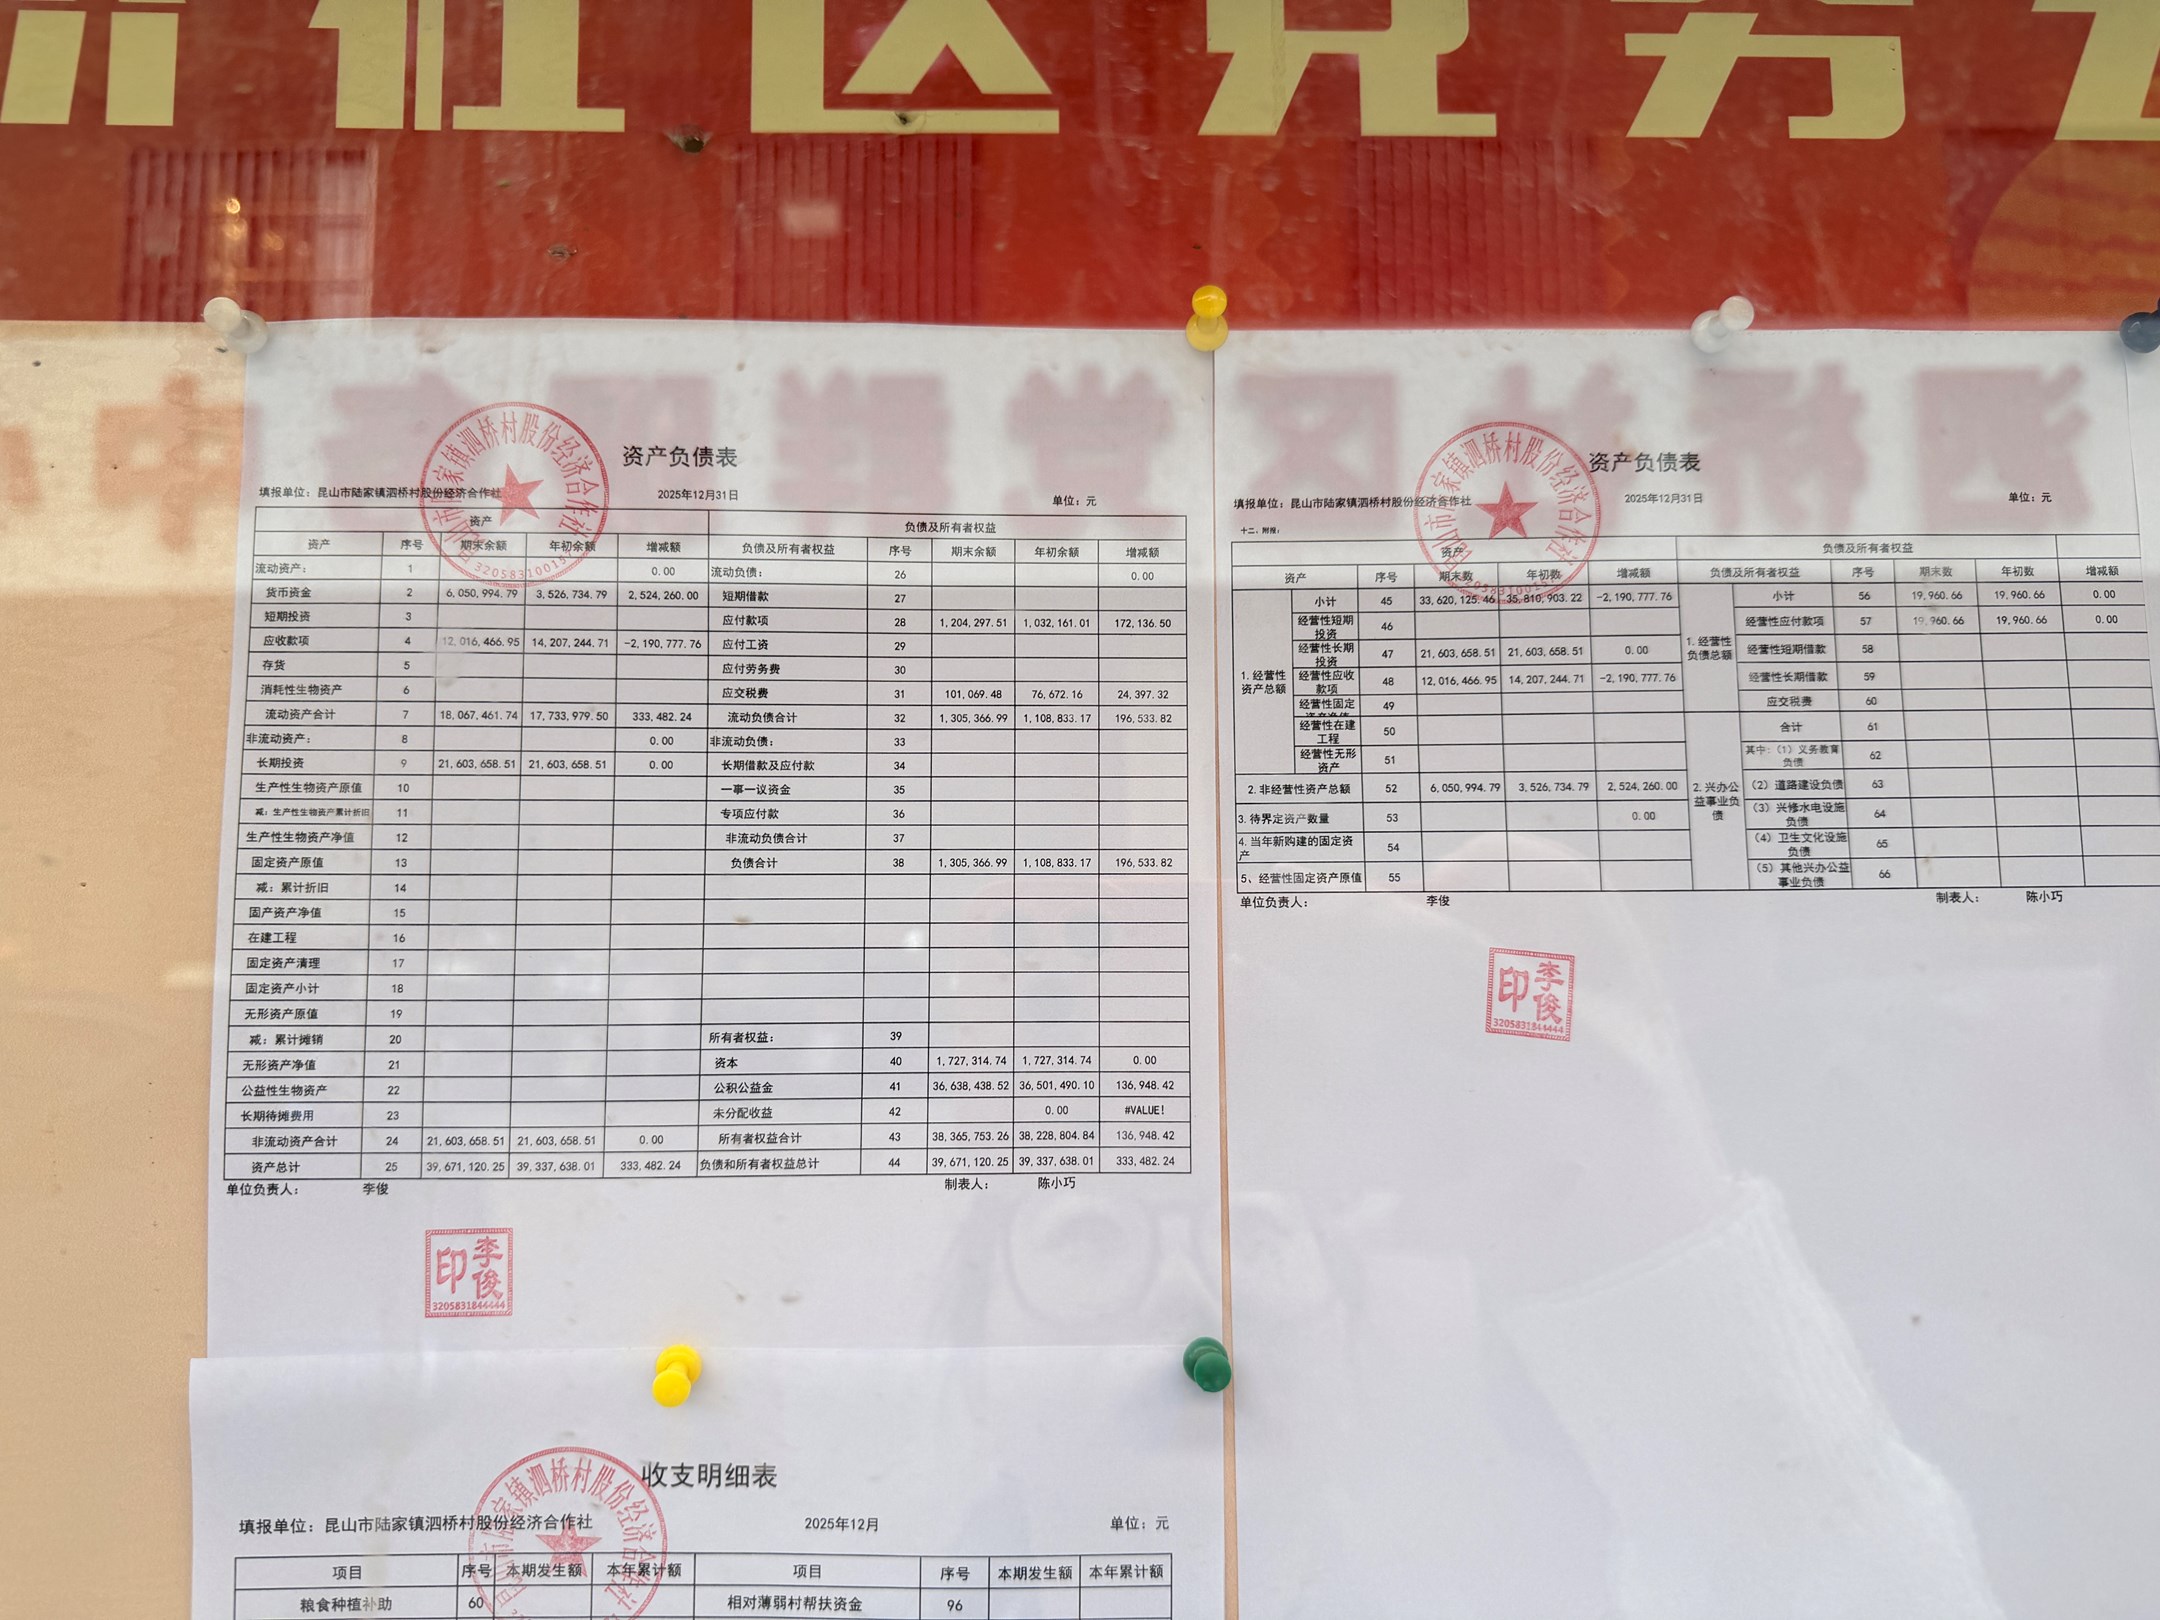 社区党务
资产负债表
填报单位：昆山市陆家镇泗桥村股份经济合作社 2025年12月31日 单位：元
资产 负债及所有者权益
资产 序号 期末余额 年初余额 增减额 负债及所有者权益 序号 期末余额 年初余额 增减额
流动资产： 1 0.00 流动负债： 26 0.00
货币资金 2 6,050,994.79 3,526,734.79 2,524,260.00 短期借款 27
短期投资 3 应付款项 28 1,204,297.51 1,032,161.01 172,136.50
应收款项 4 12,016,466.95 14,207,244.71 -2,190,777.76 应付工资 29
存货 5 应付劳务费 30
消耗性生物资产 6 应交税费 31 101,069.48 76,672.16 24,397.32
流动资产合计 7 18,067,461.74 17,733,979.50 333,482.24 流动负债合计 32 1,305,366.99 1,108,833.17 196,533.82
非流动资产： 8 0.00 非流动负债： 33
长期投资 9 21,603,658.51 21,603,658.51 0.00 长期借款及应付款 34
生产性生物资产原值 10 一事一议资金 35
减：生产性生物资产累计折旧 11 专项应付款 36
生产性生物资产净值 12 非流动负债合计 37
固定资产原值 13 负债合计 38 1,305,366.99 1,108,833.17 196,533.82
减：累计折旧 14
固产资产净值 15
在建工程 16
固定资产清理 17
固定资产小计 18
无形资产原值 19
减：累计摊销 20 所有者权益： 39
无形资产净值 21 资本 40 1,727,314.74 1,727,314.74 0.00
公益性生物资产 22 公积公益金 41 36,638,438.52 36,501,490.10 136,948.42
长期待摊费用 23 未分配收益 42 0.00 #VALUE!
非流动资产合计 24 21,603,658.51 21,603,658.51 0.00 所有者权益合计 43 38,365,753.26 38,228,804.84 136,948.42
资产总计 25 39,671,120.25 39,337,638.01 333,482.24 负债和所有者权益总计 44 39,671,120.25 39,337,638.01 333,482.24
单位负责人： 李俊 制表人： 陈小巧
李俊印
3205831844444
资产负债表
填报单位：昆山市陆家镇泗桥村股份经济合作社 2025年12月31日 单位：元
十二、附报：
资产 负债及所有者权益
资产 序号 期末数 年初数 增减额 负债及所有者权益 序号 期末数 年初数 增减额
1.经营性资产总额 小计 45 33,620,125.46 35,810,903.22 -2,190,777.76 1.经营性负债总额 小计 56 19,960.66 19,960.66 0.00
经营性短期投资 46 经营性应付款项 57 19,960.66 19,960.66 0.00
经营性长期投资 47 21,603,658.51 21,603,658.51 0.00 经营性短期借款 58
经营性应收款项 48 12,016,466.95 14,207,244.71 -2,190,777.76 经营性长期借款 59
经营性固定 49 应交税费 60
经营性在建工程 50 2.兴办公益事业负债 合计 61
经营性无形资产 51 其中：（1）义务教育负债 62
2.非经营性资产总额 52 6,050,994.79 3,526,734.79 2,524,260.00 （2）道路建设负债 63
3.待界定资产数量 53 0.00 （3）兴修水电设施负债 64
4.当年新购建的固定资产 54 （4）卫生文化设施负债 65
5、经营性固定资产原值 55 （5）其他兴办公益事业负债 66
单位负责人： 李俊 制表人： 陈小巧
李俊印
3205831844444
收支明细表
填报单位：昆山市陆家镇泗桥村股份经济合作社 2025年12月 单位：元
项目 序号 本期发生额 本年累计额 项目 序号 本期发生额 本年累计额
粮食种植补助 60 相对薄弱村帮扶资金 96